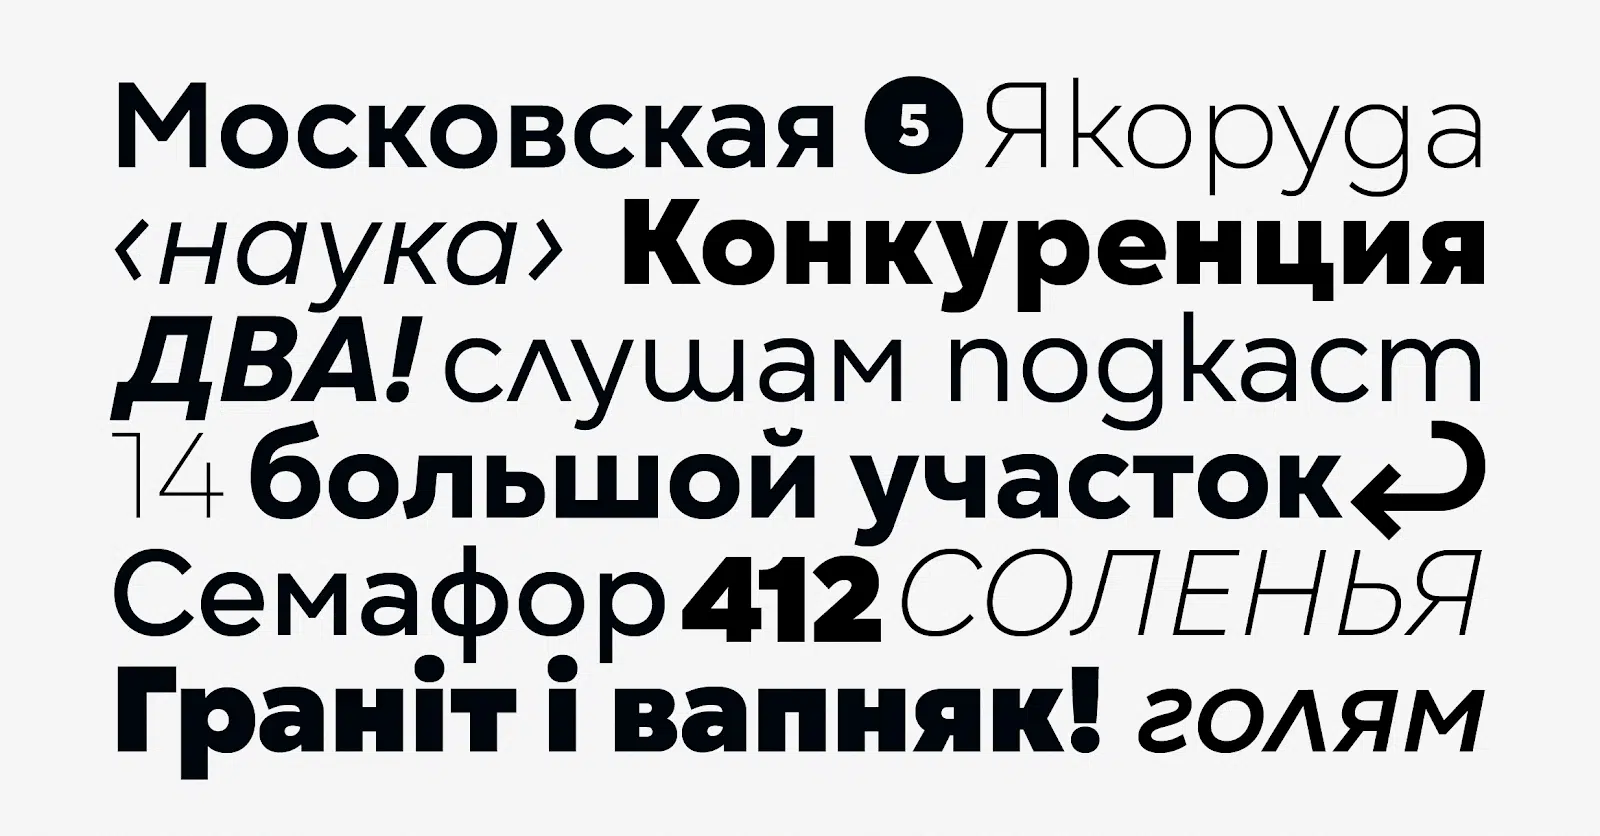 Московская 5 Якоруда
‹наука› Конкуренция
ДВА! слушам подкаст
14 большой участок↩
Семафор 412 СОЛЕНЬЯ
Граніт і вапняк! голям